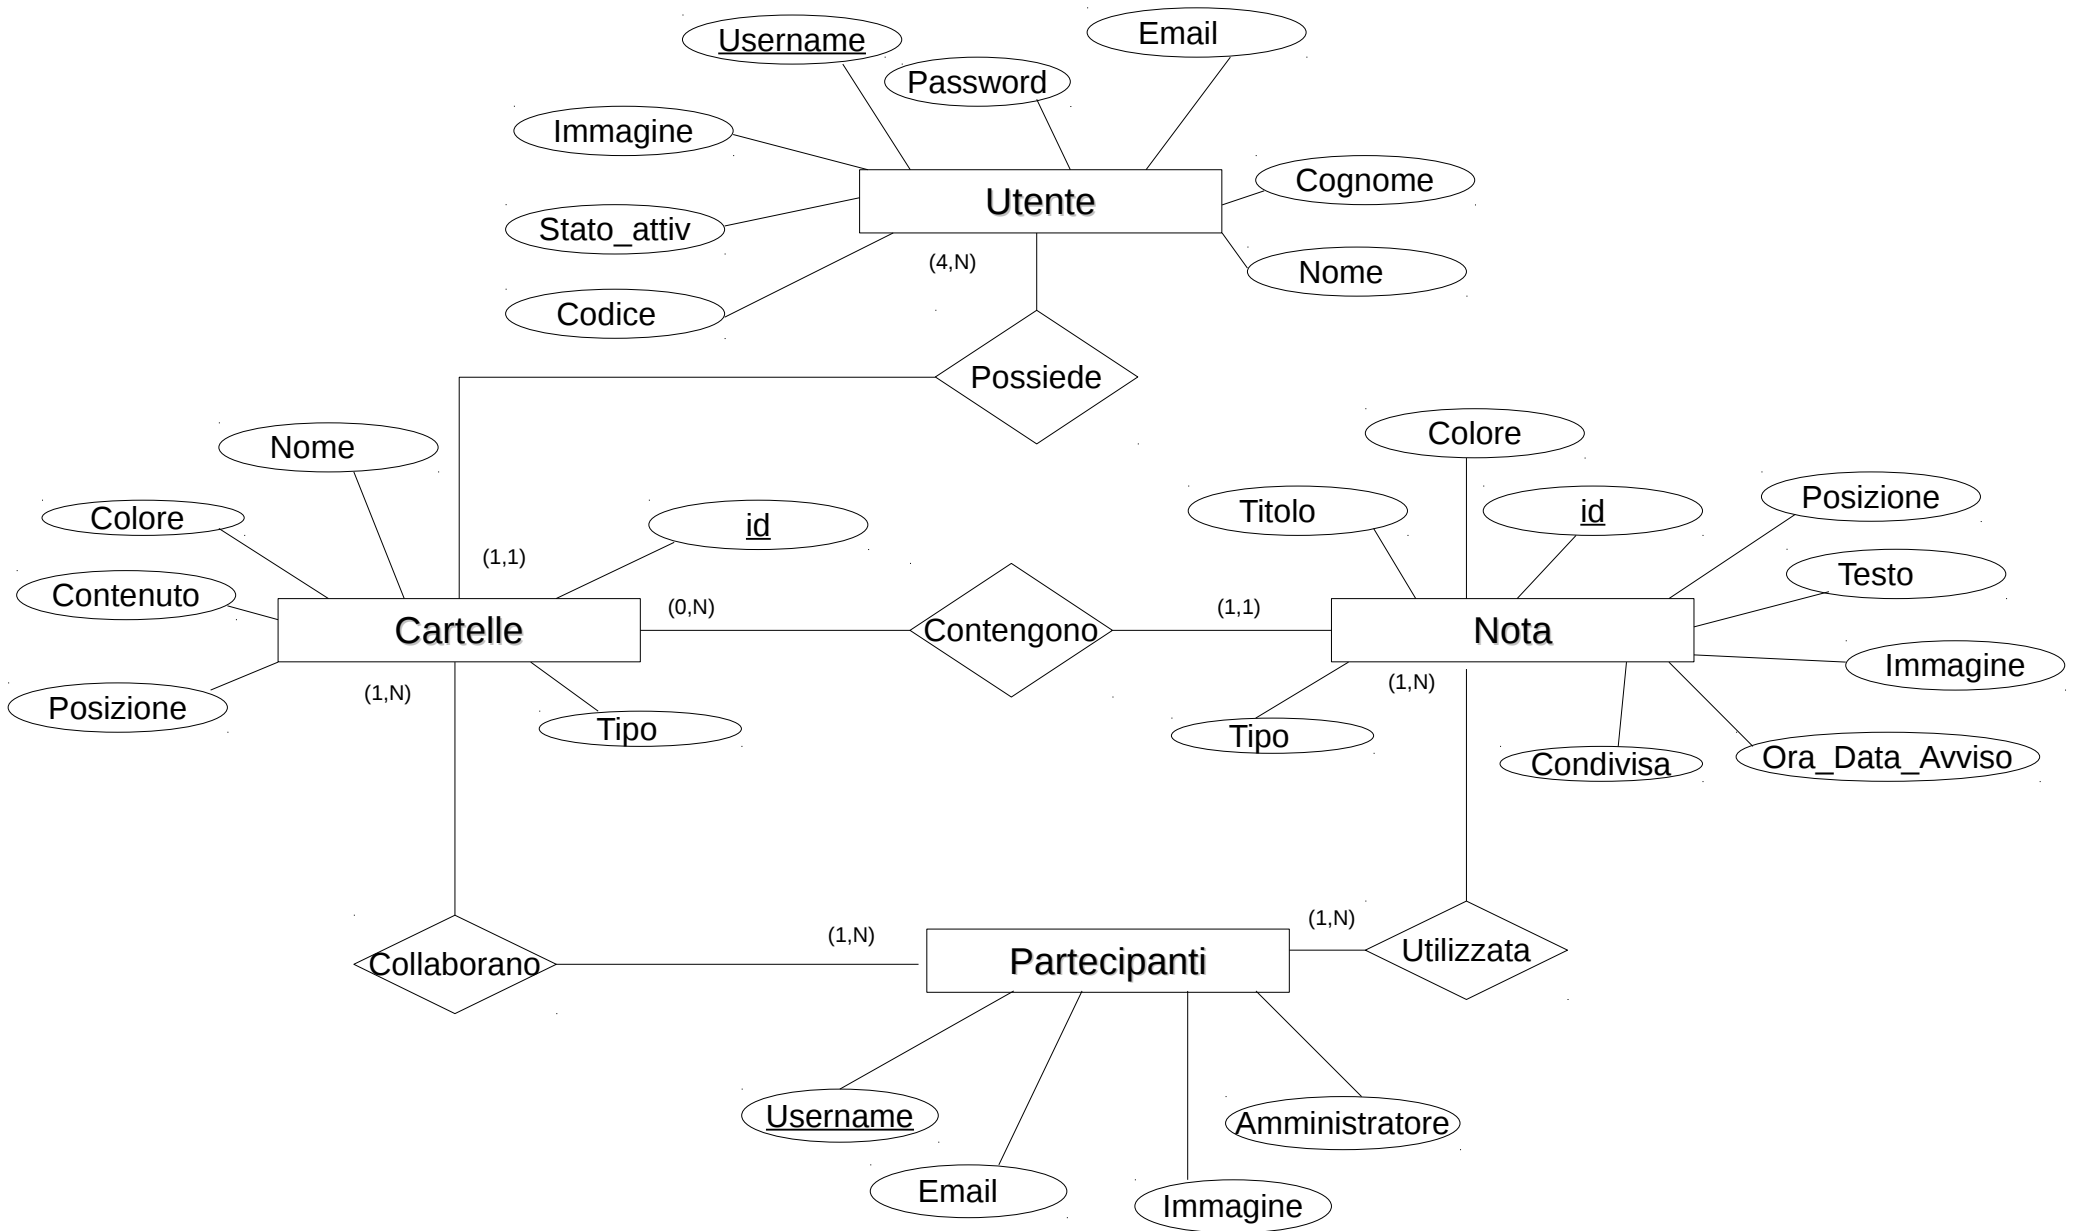 Username
Email
Password
Immagine
Cognome
Utente
Stato_attiv
(4,N)
Nome
Codice
Possiede
Nome
Colore
Colore
id
Titolo
id
Posizione
(1,1)
Contenuto
Testo
(0,N)
(1,1)
Cartelle
Contengono
Nota
Immagine
(1,N)
(1,N)
Posizione
Tipo
Tipo
Condivisa
Ora_Data_Avviso
(1,N)
(1,N)
Collaborano
Partecipanti
Utilizzata
Username
Amministratore
Email
Immagine